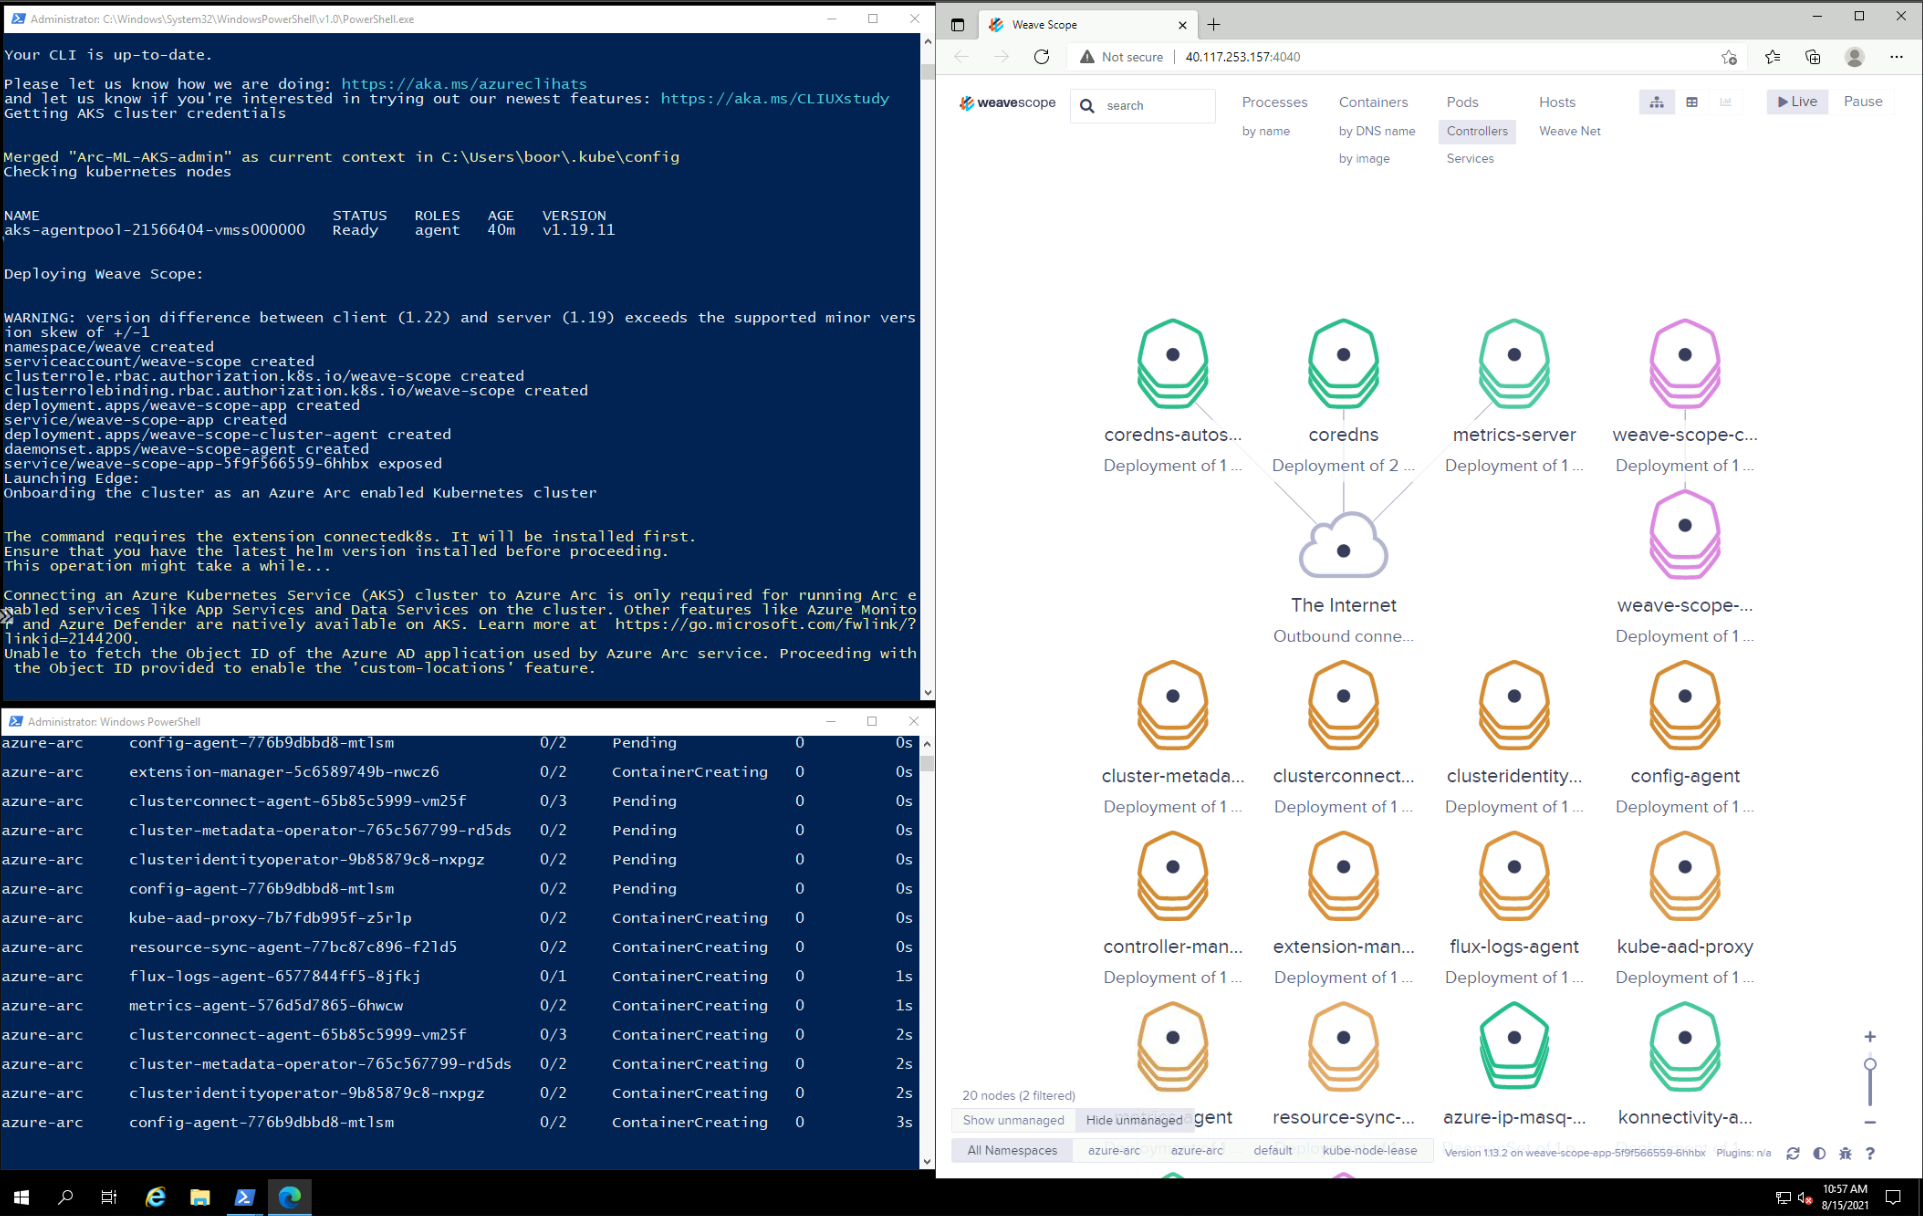 Administrator: C:\Windows\System32\WindowsPowerShell\v1.0\PowerShell.exe
Your CLI is up-to-date.
Please let us know how we are doing: https://aka.ms/azureclihats
and let us know if you're interested in trying out our newest features: https://aka.ms/CLIUXstudy
Getting AKS cluster credentials
Merged "Arc-ML-AKS-admin" as current context in C:\Users\boor\.kube\config
Checking kubernetes nodes
NAME STATUS ROLES AGE VERSION
aks-agentpool-21566404-vmss000000 Ready agent 40m v1.19.11
Deploying Weave Scope:
WARNING: version difference between client (1.22) and server (1.19) exceeds the supported minor vers
ion skew of +/-1
namespace/weave created
serviceaccount/weave-scope created
clusterrole.rbac.authorization.k8s.io/weave-scope created
clusterrolebinding.rbac.authorization.k8s.io/weave-scope created
deployment.apps/weave-scope-app created
service/weave-scope-app created
deployment.apps/weave-scope-cluster-agent created
daemonset.apps/weave-scope-agent created
service/weave-scope-app-5f9f566559-6hhbx exposed
Launching Edge:
Onboarding the cluster as an Azure Arc enabled Kubernetes cluster
The command requires the extension connectedk8s. It will be installed first.
Ensure that you have the latest helm version installed before proceeding.
This operation might take a while...
Connecting an Azure Kubernetes Service (AKS) cluster to Azure Arc is only required for running Arc e
nabled services like App Services and Data Services on the cluster. Other features like Azure Monito
r and Azure Defender are natively available on AKS. Learn more at https://go.microsoft.com/fwlink/?
linkid=2144200.
Unable to fetch the Object ID of the Azure AD application used by Azure Arc service. Proceeding with
the Object ID provided to enable the 'custom-locations' feature.
Administrator: Windows PowerShell
azure-arc config-agent-776b9dbbd8-mtlsm 0/2 Pending 0 0s
azure-arc extension-manager-5c6589749b-nwcz6 0/2 ContainerCreating 0 0s
azure-arc clusterconnect-agent-65b85c5999-vm25f 0/3 Pending 0 0s
azure-arc cluster-metadata-operator-765c567799-rd5ds 0/2 Pending 0 0s
azure-arc clusteridentityoperator-9b85879c8-nxpgz 0/2 Pending 0 0s
azure-arc config-agent-776b9dbbd8-mtlsm 0/2 Pending 0 0s
azure-arc kube-aad-proxy-7b7fdb995f-z5rlp 0/2 ContainerCreating 0 0s
azure-arc resource-sync-agent-77bc87c896-f2ld5 0/2 ContainerCreating 0 0s
azure-arc flux-logs-agent-6577844ff5-8jfkj 0/1 ContainerCreating 0 1s
azure-arc metrics-agent-576d5d7865-6hwcw 0/2 ContainerCreating 0 1s
azure-arc clusterconnect-agent-65b85c5999-vm25f 0/3 ContainerCreating 0 2s
azure-arc cluster-metadata-operator-765c567799-rd5ds 0/2 ContainerCreating 0 2s
azure-arc clusteridentityoperator-9b85879c8-nxpgz 0/2 ContainerCreating 0 2s
azure-arc config-agent-776b9dbbd8-mtlsm 0/2 ContainerCreating 0 3s
Weave Scope
Not secure 40.117.253.157:4040
weavescope search Processes Containers Pods Hosts Live Pause
by name by DNS name Controllers Weave Net
by image Services
coredns-autos... coredns metrics-server weave-scope-c...
Deployment of 1 ... Deployment of 2 ... Deployment of 1 ... Deployment of 1 ...
The Internet weave-scope-...
Outbound conne... Deployment of 1 ...
cluster-metada... clusterconnect... clusteridentity... config-agent
Deployment of 1 ... Deployment of 1 ... Deployment of 1 ... Deployment of 1 ...
controller-man... extension-man... flux-logs-agent kube-aad-proxy
Deployment of 1 ... Deployment of 1 ... Deployment of 1 ... Deployment of 1 ...
20 nodes (2 filtered)
metrics-agent resource-sync-... azure-ip-masq-... konnectivity-a...
Show unmanaged Hide unmanaged
All Namespaces azure-arc azure-arc default kube-node-lease
Version 1.13.2 on weave-scope-app-5f9f566559-6hhbx Plugins: n/a
10:57 AM
8/15/2021